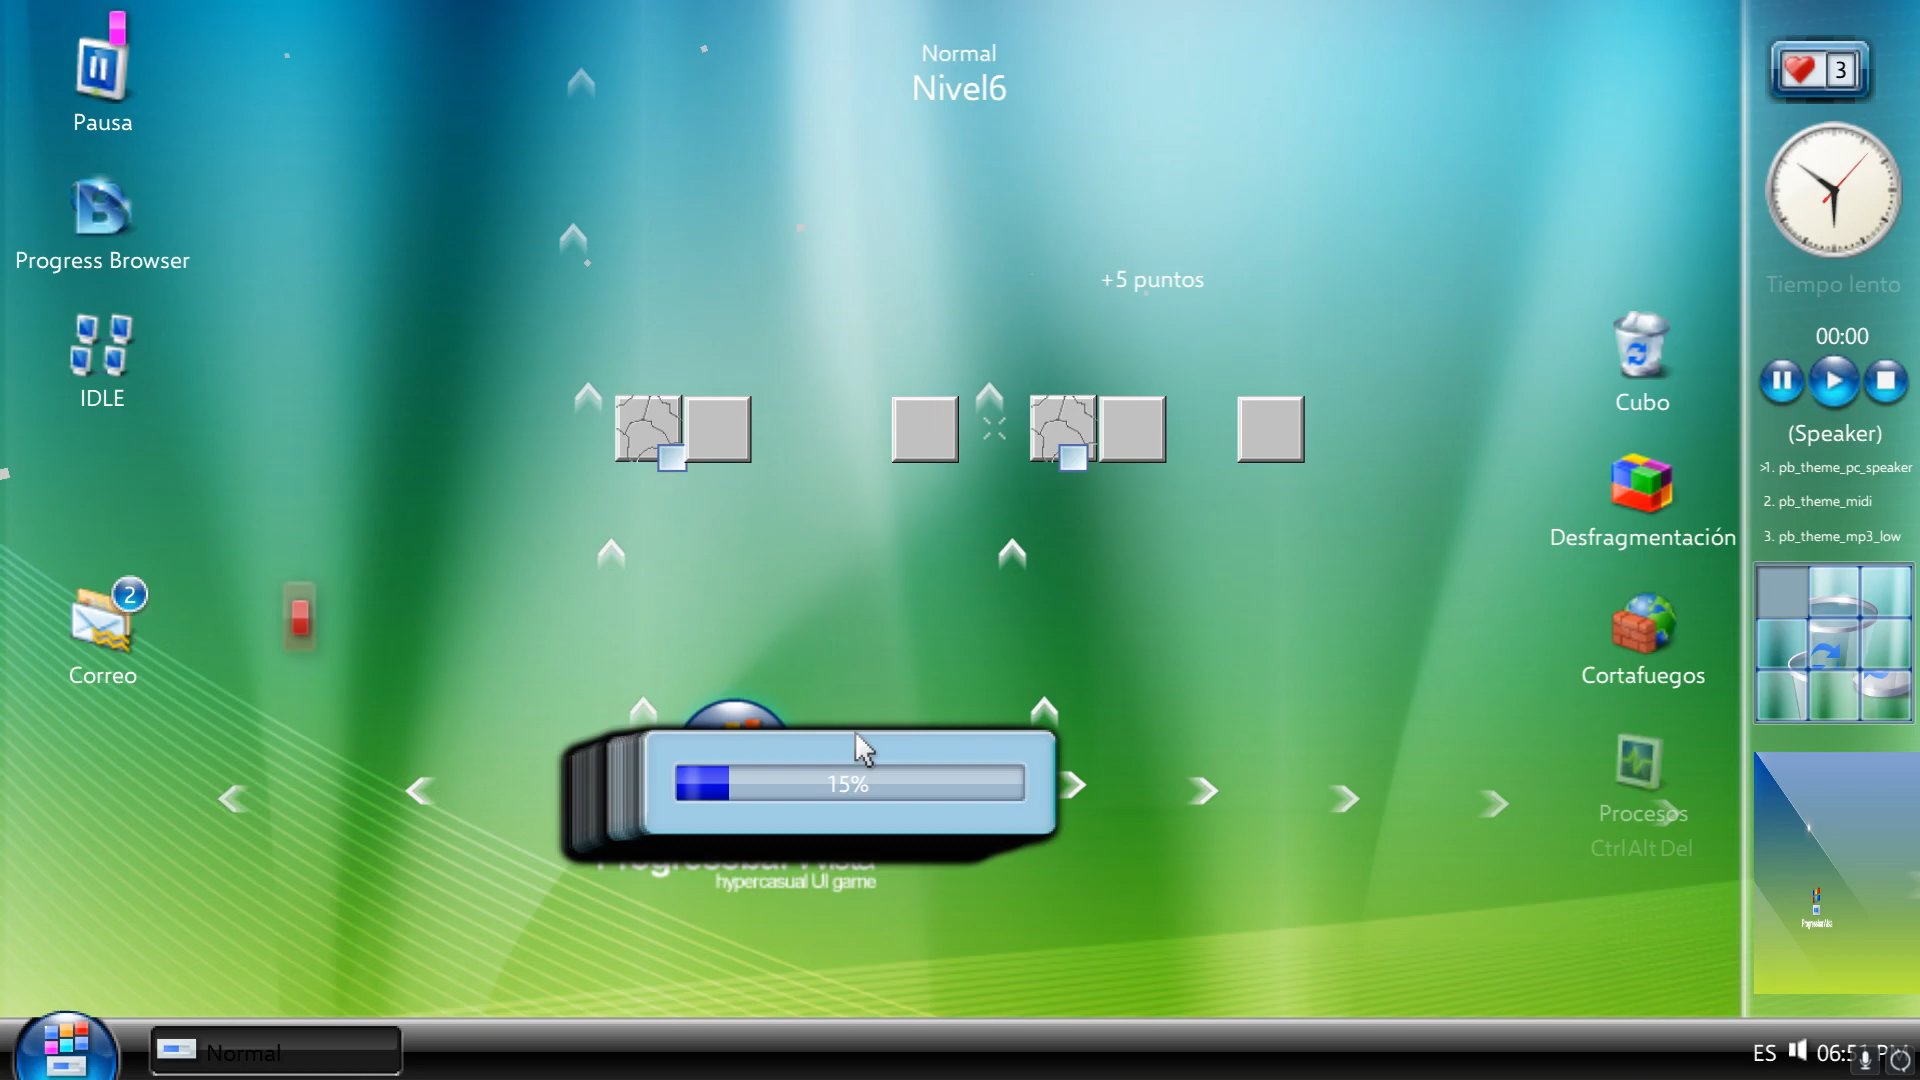 Normal
Nivel6
3
Pausa
Progress Browser
+5 puntos
Tiempo lento
00:00
IDLE
Cubo
(Speaker)
>1. pb_theme_pc_speaker
2. pb_theme_midi
3. pb_theme_mp3_low
Desfragmentación
2
Correo
Cortafuegos
15%
Procesos
CtrlAltDel
hypercasual UI game
Normal
ES